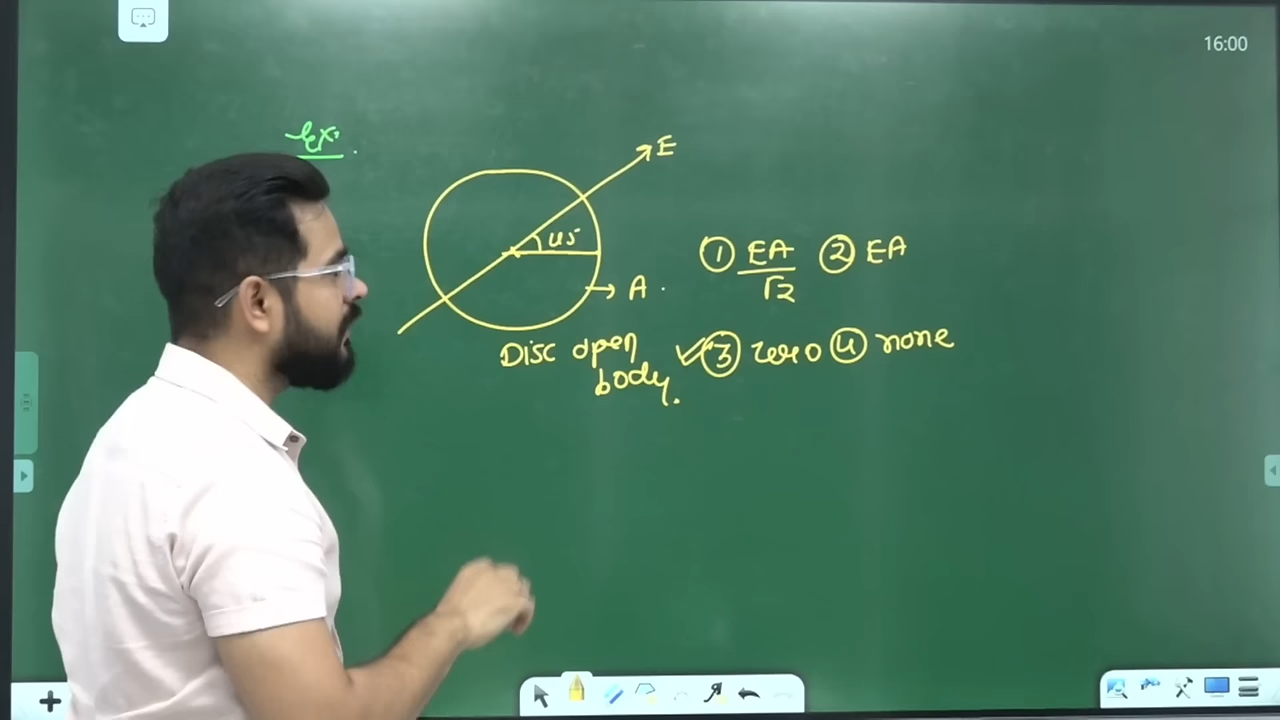 16:00
Ex.
E
45
A
① EA/√2 ② EA
Disc open body.
③ zero ④ none